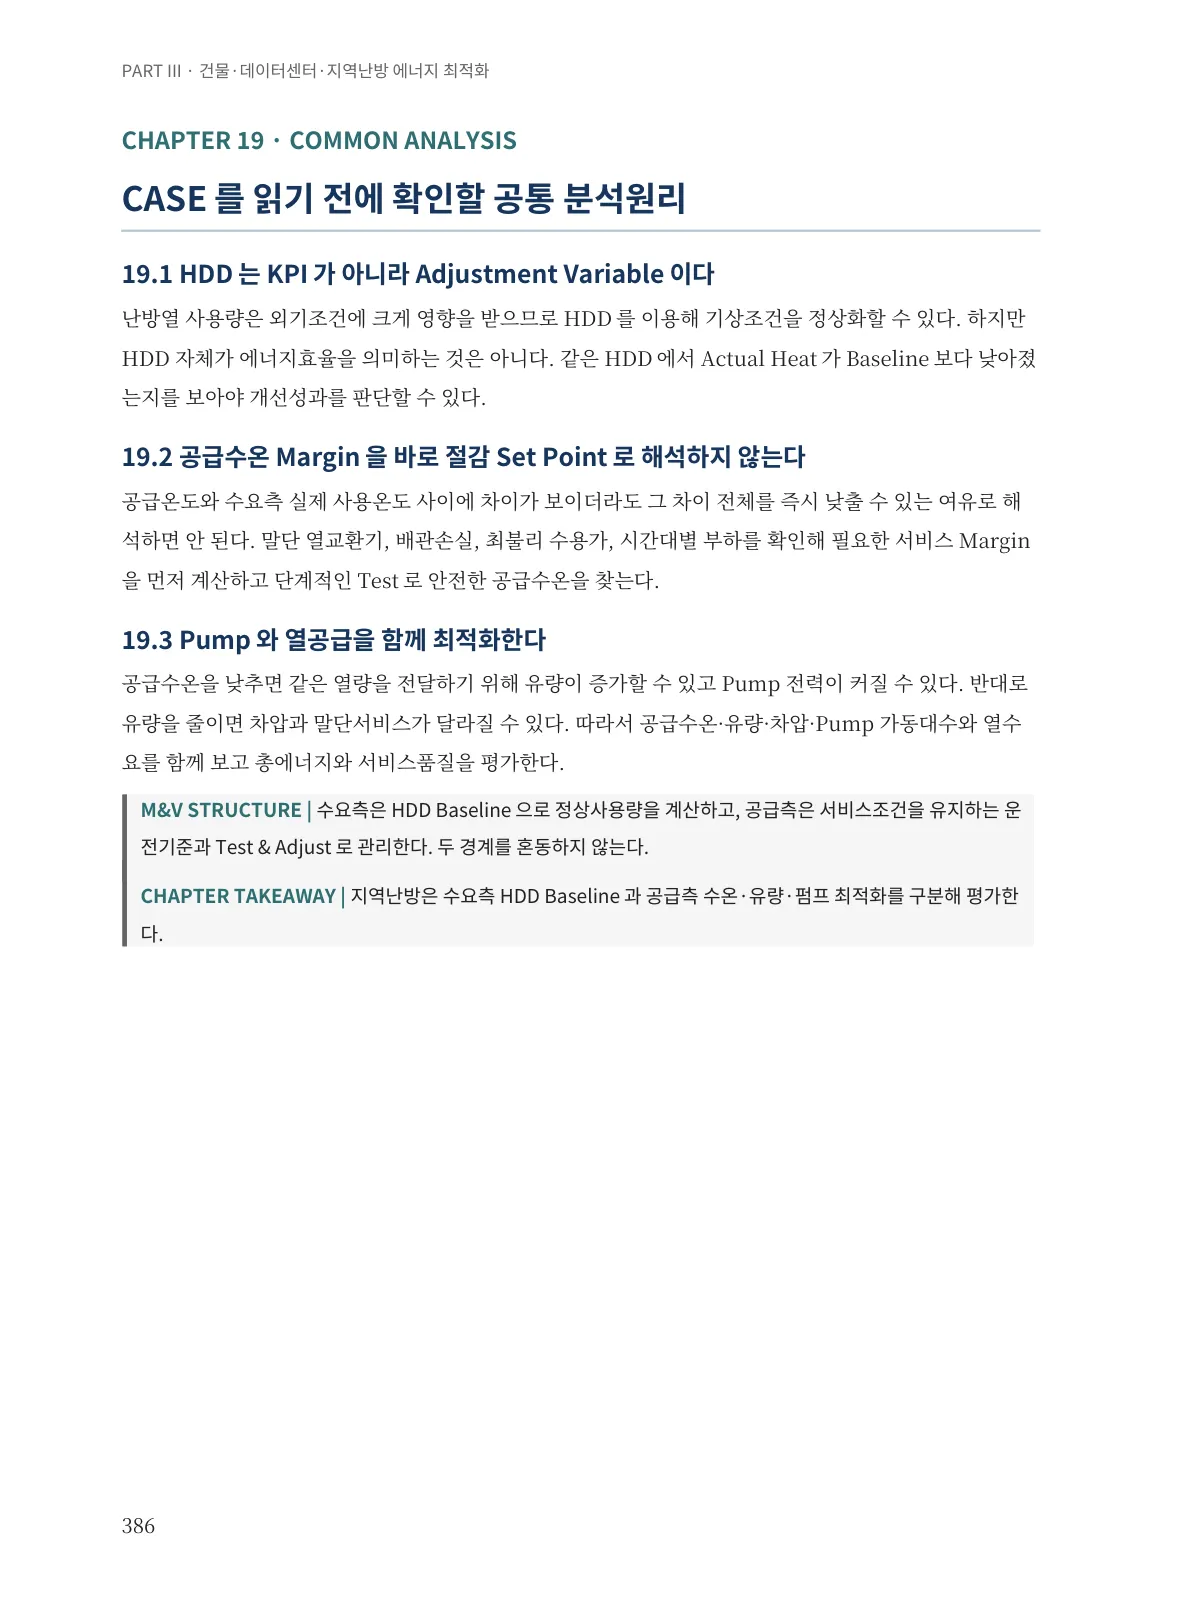 PART III · 건물·데이터센터·지역난방 에너지 최적화
CHAPTER 19 · COMMON ANALYSIS
CASE 를 읽기 전에 확인할 공통 분석원리
19.1 HDD 는 KPI 가 아니라 Adjustment Variable 이다
난방열 사용량은 외기조건에 크게 영향을 받으므로 HDD 를 이용해 기상조건을 정상화할 수 있다. 하지만
HDD 자체가 에너지효율을 의미하는 것은 아니다. 같은 HDD 에서 Actual Heat 가 Baseline 보다 낮아졌
는지를 보아야 개선성과를 판단할 수 있다.
19.2 공급수온 Margin 을 바로 절감 Set Point 로 해석하지 않는다
공급온도와 수요측 실제 사용온도 사이에 차이가 보이더라도 그 차이 전체를 즉시 낮출 수 있는 여유로 해
석하면 안 된다. 말단 열교환기, 배관손실, 최불리 수용가, 시간대별 부하를 확인해 필요한 서비스 Margin
을 먼저 계산하고 단계적인 Test 로 안전한 공급수온을 찾는다.
19.3 Pump 와 열공급을 함께 최적화한다
공급수온을 낮추면 같은 열량을 전달하기 위해 유량이 증가할 수 있고 Pump 전력이 커질 수 있다. 반대로
유량을 줄이면 차압과 말단서비스가 달라질 수 있다. 따라서 공급수온·유량·차압·Pump 가동대수와 열수
요를 함께 보고 총에너지와 서비스품질을 평가한다.
M&V STRUCTURE | 수요측은 HDD Baseline 으로 정상사용량을 계산하고, 공급측은 서비스조건을 유지하는 운
전기준과 Test & Adjust 로 관리한다. 두 경계를 혼동하지 않는다.
CHAPTER TAKEAWAY | 지역난방은 수요측 HDD Baseline 과 공급측 수온·유량·펌프 최적화를 구분해 평가한
다.
386